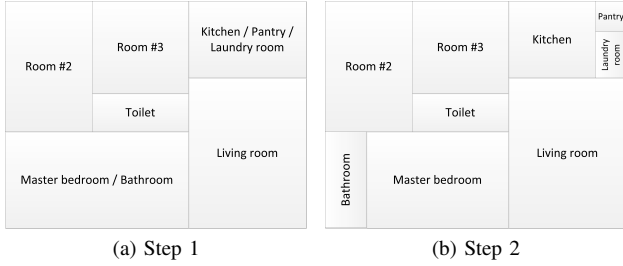 Room #2
Room #3
Kitchen / Pantry /
Laundry room
Toilet
Living room
Master bedroom / Bathroom
(a) Step 1
Room #2
Room #3
Kitchen
Pantry
Laundry
room
Toilet
Living room
Bathroom
Master bedroom
(b) Step 2